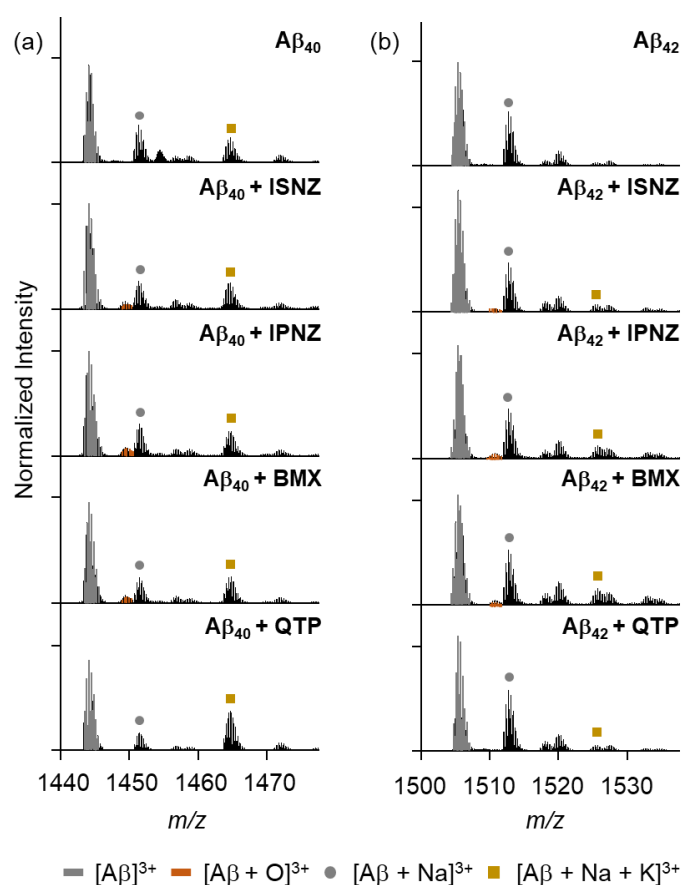 (a)
Aβ₄₀
Aβ₄₀ + ISNZ
Aβ₄₀ + IPNZ
Aβ₄₀ + BMX
Aβ₄₀ + QTP
(b)
Aβ₄₂
Aβ₄₂ + ISNZ
Aβ₄₂ + IPNZ
Aβ₄₂ + BMX
Aβ₄₂ + QTP
Normalized Intensity
1440 1450 1460 1470
m/z
1500 1510 1520 1530
m/z
[Aβ]³⁺ [Aβ + O]³⁺ [Aβ + Na]³⁺ [Aβ + Na + K]³⁺